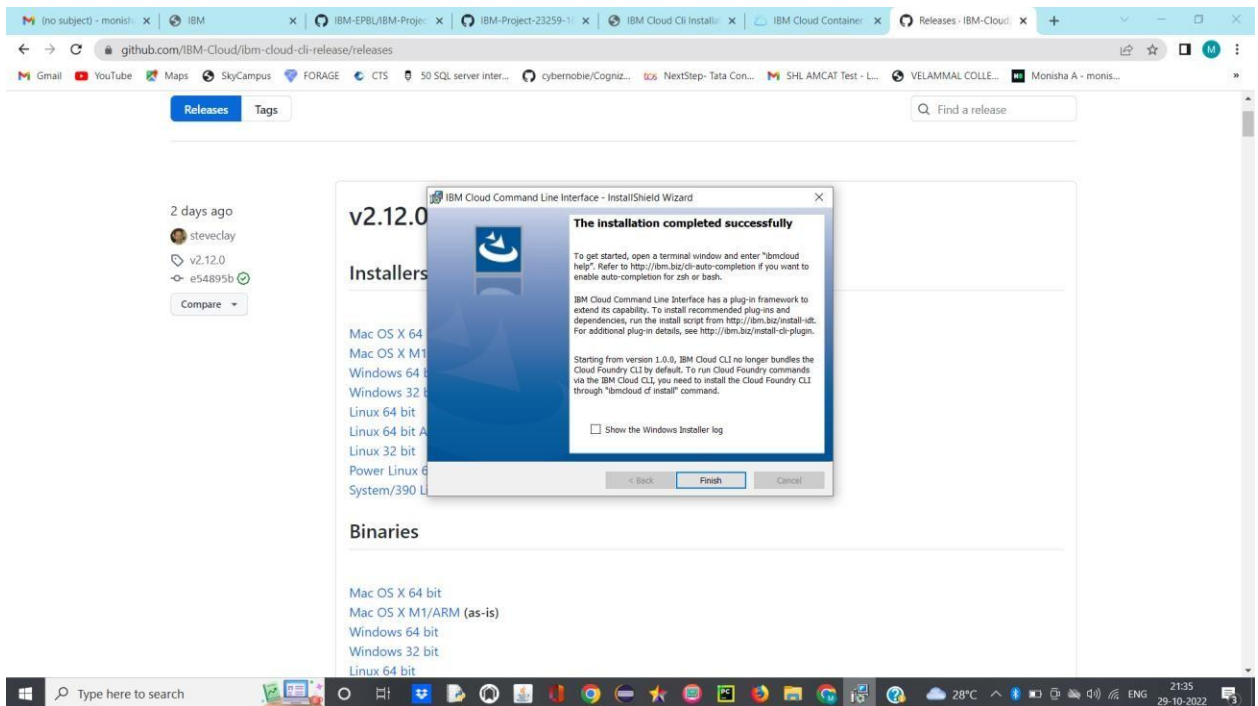 (no subject) - monish
IBM
IBM-EPBL/IBM-Projec
IBM-Project-23259-1
IBM Cloud Cli Installa
IBM Cloud Container
Releases · IBM-Cloud
github.com/IBM-Cloud/ibm-cloud-cli-release/releases
M
Gmail
YouTube
Maps
SkyCampus
FORAGE
CTS
50 SQL server inter...
cybernobie/Cogniz...
NextStep- Tata Con...
SHL AMCAT Test - L...
VELAMMAL COLLE...
Monisha A - monis...
Releases
Tags
Find a release
2 days ago
steveclay
v2.12.0
e54895b
Compare
v2.12.0
Installers
Mac OS X 64
Mac OS X M1
Windows 64 b
Windows 32 b
Linux 64 bit
Linux 64 bit A
Linux 32 bit
Power Linux 6
System/390 Li
IBM Cloud Command Line Interface - InstallShield Wizard
The installation completed successfully
To get started, open a terminal window and enter "ibmcloud
help". Refer to http://ibm.biz/cli-auto-completion if you want to
enable auto-completion for zsh or bash.
IBM Cloud Command Line Interface has a plug-in framework to
extend its capability. To install recommended plug-ins and
dependencies, run the install script from http://ibm.biz/install-idt.
For additional plug-in details, see http://ibm.biz/install-cli-plugin.
Starting from version 1.0.0, IBM Cloud CLI no longer bundles the
Cloud Foundry CLI by default. To run Cloud Foundry commands
via the IBM Cloud CLI, you need to install the Cloud Foundry CLI
through "ibmcloud cf install" command.
Show the Windows Installer log
< Back
Finish
Cancel
Binaries
Mac OS X 64 bit
Mac OS X M1/ARM (as-is)
Windows 64 bit
Windows 32 bit
Linux 64 bit
Type here to search
28°C
ENG
21:35
29-10-2022